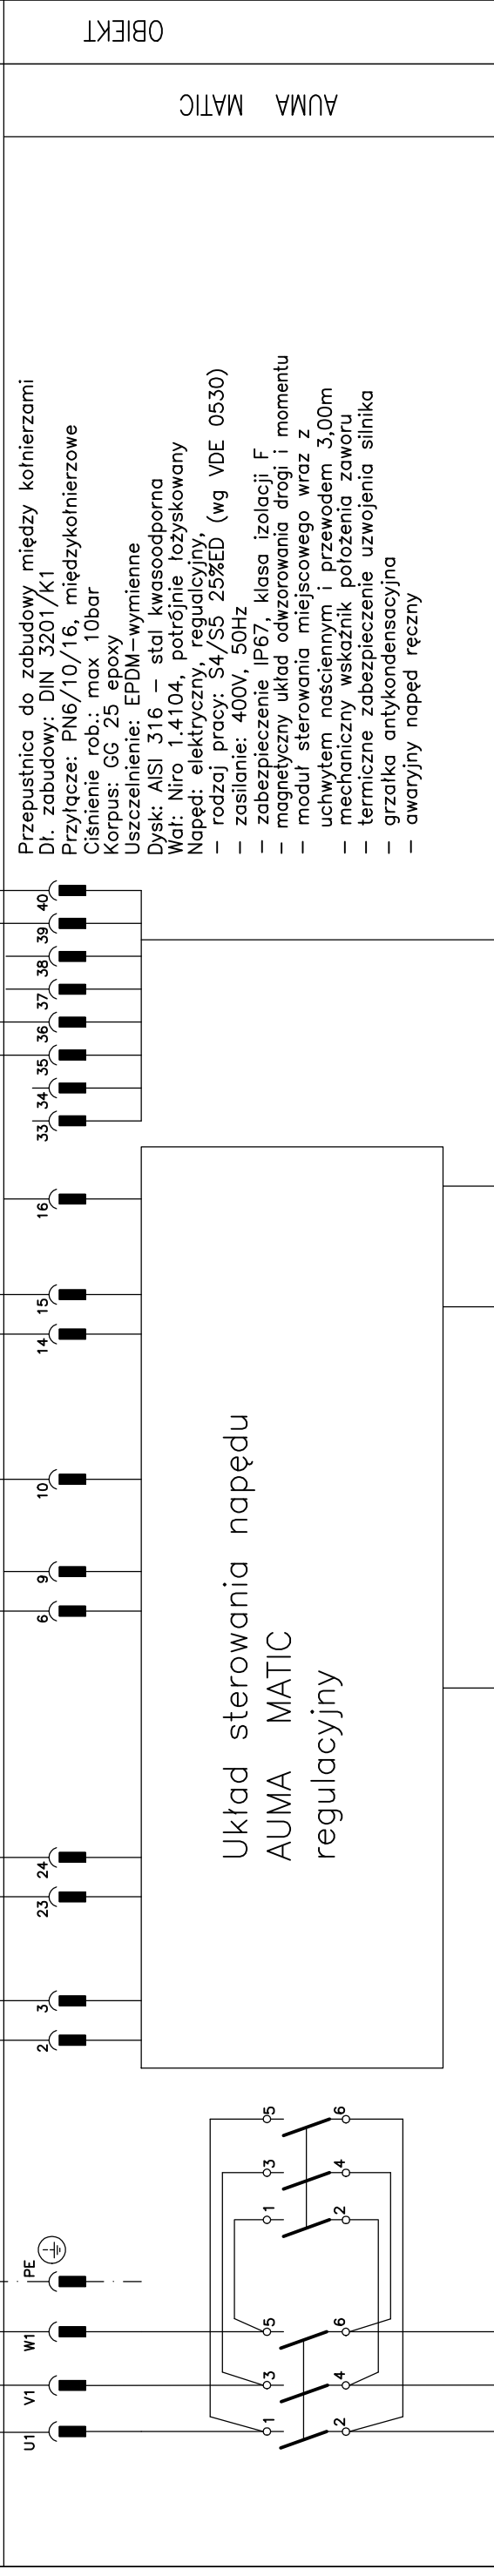 OBIEKT
AUMA MATIC
Przepustnica do zabudowy między kołnierzami
Dł. zabudowy: DIN 3201/K1
Przyłącze: PN6/10/16, międzykołnierzowe
Ciśnienie rob.: max 10bar
Korpus: GG 25 epoxy
Uszczelnienie: EPDM-wymienne
Dysk: AISI 316 - stal kwasoodporna
Wał: Niro 1.4104, potrójnie łożyskowany
Napęd: elektryczny, regualcyjny,
- rodzaj pracy: S4/S5 25%ED (wg VDE 0530)
- zasilanie: 400V, 50Hz
- zabezpieczenie IP67, klasa izolacji F
- magnetyczny układ odwzorowania drogi i momentu
- moduł sterowania miejscowego wraz z
uchwytem naściennym i przewodem 3,00m
- mechaniczny wskaźnik położenia zaworu
- termiczne zabezpieczenie uzwojenia silnika
- grzałka antykondensacyjna
- awaryjny napęd ręczny
U1 V1 W1 PE 2 3 23 24 6 9 10 14 15 16 33 34 35 36 37 38 39 40
Układ sterowania napędu
AUMA MATIC
regulacyjny
1 3 5 1 3 5
2 4 6 2 4 6